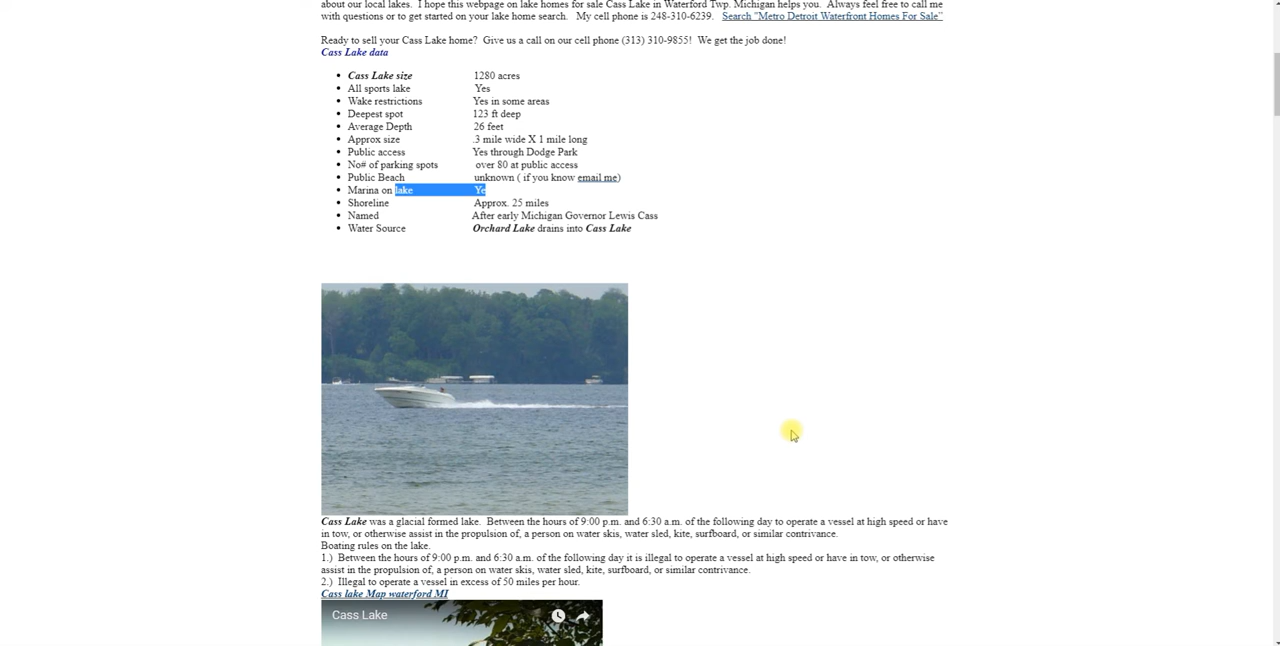 about our local lakes. I hope this webpage on lake homes for sale Cass Lake in Waterford Twp. Michigan helps you. Always feel free to call me
with questions or to get started on your lake home search. My cell phone is 248-310-6239. Search "Metro Detroit Waterfront Homes For Sale"
Ready to sell your Cass Lake home? Give us a call on our cell phone (313) 310-9855! We get the job done!
Cass Lake data
• Cass Lake size 1280 acres
• All sports lake Yes
• Wake restrictions Yes in some areas
• Deepest spot 123 ft deep
• Average Depth 26 feet
• Approx size .3 mile wide X 1 mile long
• Public access Yes through Dodge Park
• No# of parking spots over 80 at public access
• Public Beach unknown ( if you know email me)
• Marina on lake Ye
• Shoreline Approx. 25 miles
• Named After early Michigan Governor Lewis Cass
• Water Source Orchard Lake drains into Cass Lake
Cass Lake was a glacial formed lake. Between the hours of 9:00 p.m. and 6:30 a.m. of the following day to operate a vessel at high speed or have
in tow, or otherwise assist in the propulsion of, a person on water skis, water sled, kite, surfboard, or similar contrivance.
Boating rules on the lake.
1.) Between the hours of 9:00 p.m. and 6:30 a.m. of the following day it is illegal to operate a vessel at high speed or have in tow, or otherwise
assist in the propulsion of, a person on water skis, water sled, kite, surfboard, or similar contrivance.
2.) Illegal to operate a vessel in excess of 50 miles per hour.
Cass lake Map waterford MI
Cass Lake